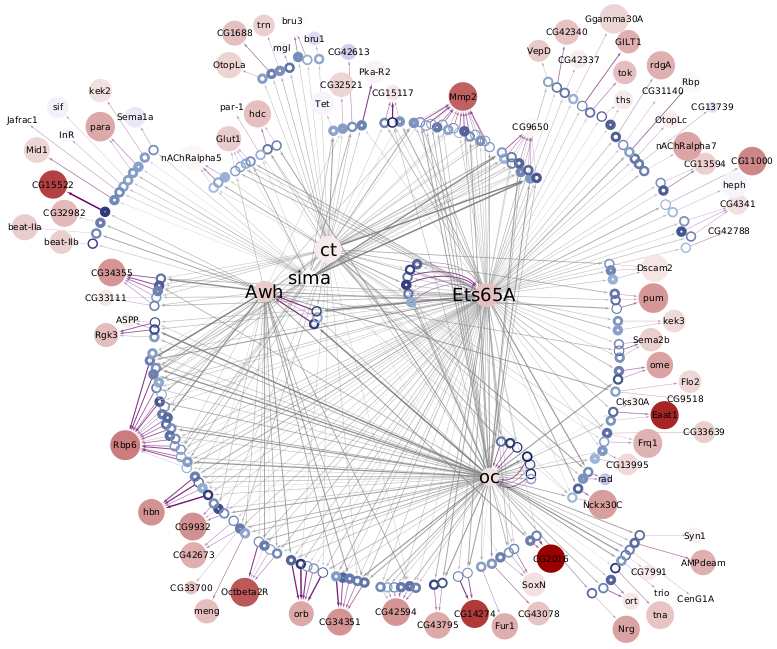 Ggamma30A
bru3
trn
CG1688
bru1
mgl
CG42613
OtopLa
Pka-R2
CG32521
CG15117
Tet
Mmp2
CG9650
CG42340
GILT1
VepD
CG42337
rdgA
tok
Rbp
CG31140
ths
CG13739
OtopLc
nAChRalpha7
CG13594
CG11000
heph
CG4341
CG42788
kek2
sif
Sema1a
Jafrac1
para
InR
Mid1
CG15522
CG32982
beat-IIa
beat-IIb
par-1
hdc
Glut1
nAChRalpha5
ct
sima
Awh
Ets65A
oc
CG34355
CG33111
ASPP
Rgk3
Rbp6
hbn
CG9932
CG42673
CG33700
meng
Octbeta2R
orb
CG34351
CG42594
CG43795
CG14274
Fur1
CG43078
SoxN
CG2016
Dscam2
pum
kek3
Sema2b
ome
Flo2
CG9518
Cks30A
Eaat1
CG33639
Frq1
CG13995
rad
Nckx30C
Syn1
AMPdeam
CG7991
trio
CenG1A
ort
tna
Nrg